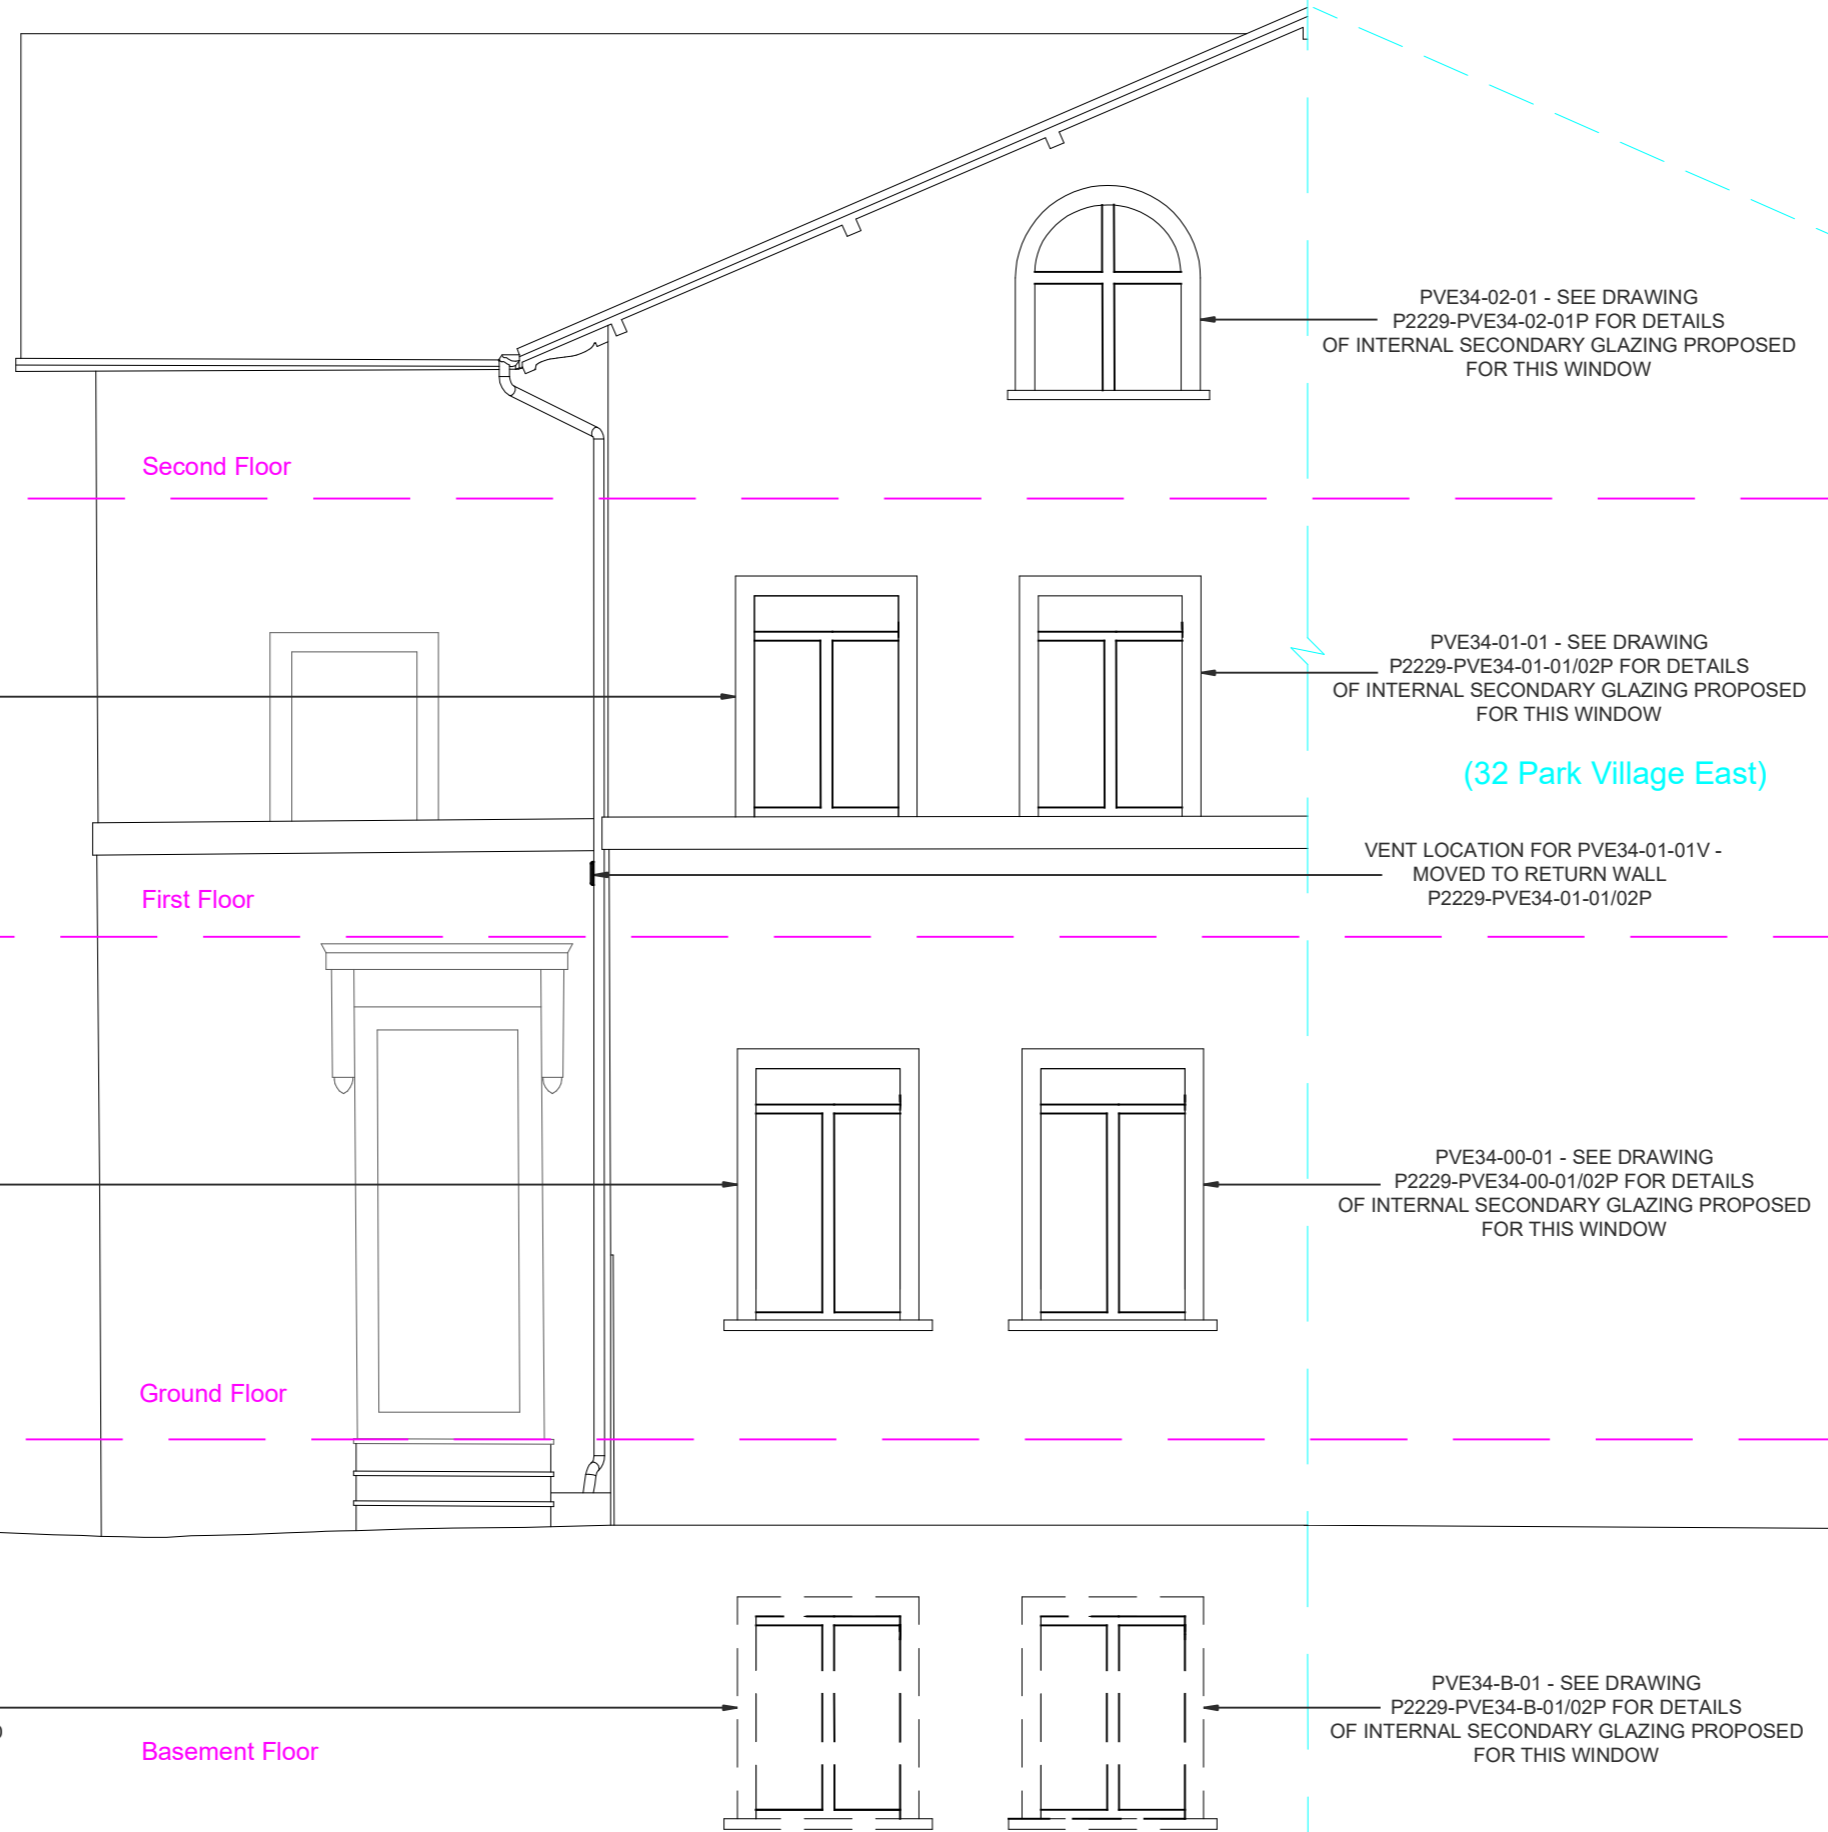 PVE34-02-01 - SEE DRAWING
P2229-PVE34-02-01P FOR DETAILS
OF INTERNAL SECONDARY GLAZING PROPOSED
FOR THIS WINDOW
Second Floor
PVE34-01-01 - SEE DRAWING
P2229-PVE34-01-01/02P FOR DETAILS
OF INTERNAL SECONDARY GLAZING PROPOSED
FOR THIS WINDOW
(32 Park Village East)
VENT LOCATION FOR PVE34-01-01V -
MOVED TO RETURN WALL
P2229-PVE34-01-01/02P
First Floor
PVE34-00-01 - SEE DRAWING
P2229-PVE34-00-01/02P FOR DETAILS
OF INTERNAL SECONDARY GLAZING PROPOSED
FOR THIS WINDOW
Ground Floor
PVE34-B-01 - SEE DRAWING
P2229-PVE34-B-01/02P FOR DETAILS
OF INTERNAL SECONDARY GLAZING PROPOSED
FOR THIS WINDOW
Basement Floor